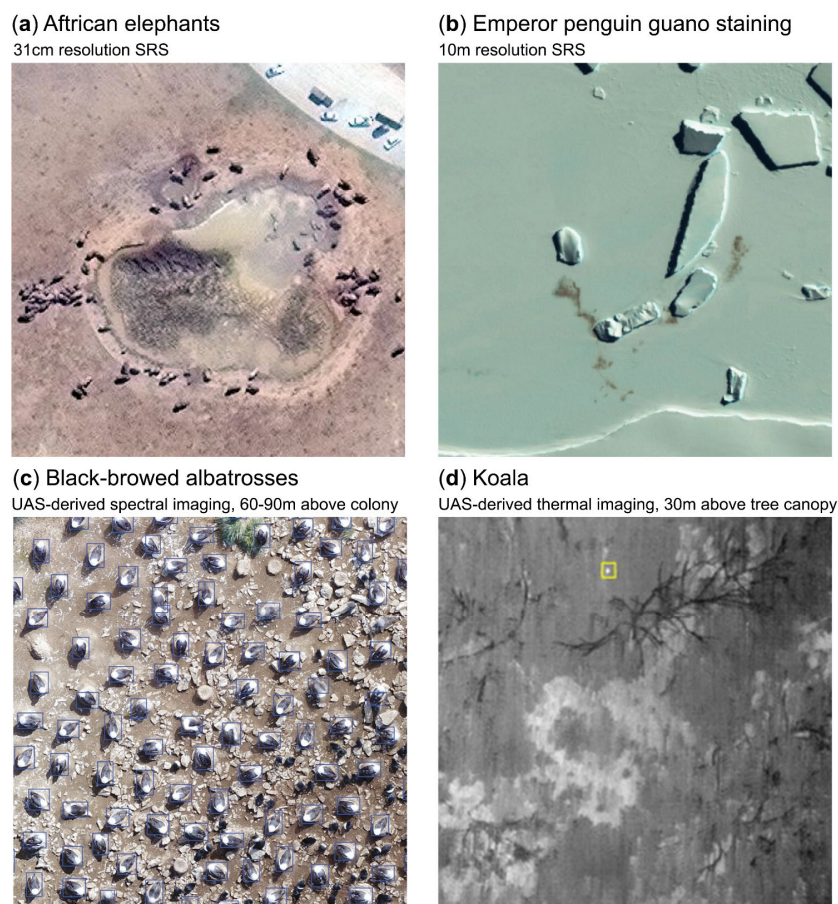 (a) Aftrican elephants
31cm resolution SRS
(b) Emperor penguin guano staining
10m resolution SRS
(c) Black-browed albatrosses
UAS-derived spectral imaging, 60-90m above colony
(d) Koala
UAS-derived thermal imaging, 30m above tree canopy